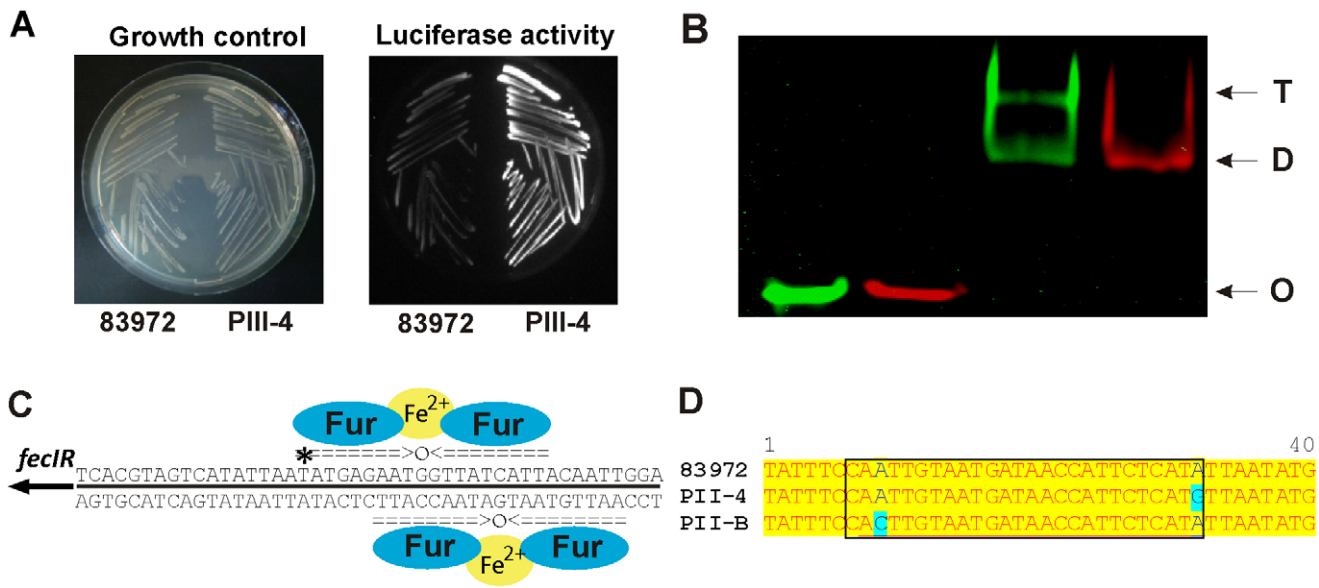 A
Growth control
Luciferase activity
83972 PIII-4
83972 PIII-4
B
T
D
O
C
Fur Fe2+ Fur
*
========>O<=========
fecIR
TCACGTAGTCATATTAATATGAGAATGGTTATCATTACAATTGGA
AGTGCATCAGTATAATTATACTCTTACCAATAGTAATGTTAACCT
=========>O<=========
Fur Fe2+ Fur
D
1 40
83972 TATTTCCAATTGTAATGATAACCATTCTCATATTAATATG
PII-4 TATTTCCAATTGTAATGATAACCATTCTCATGTTAATATG
PII-B TATTTCCACTTGTAATGATAACCATTCTCATATTAATATG